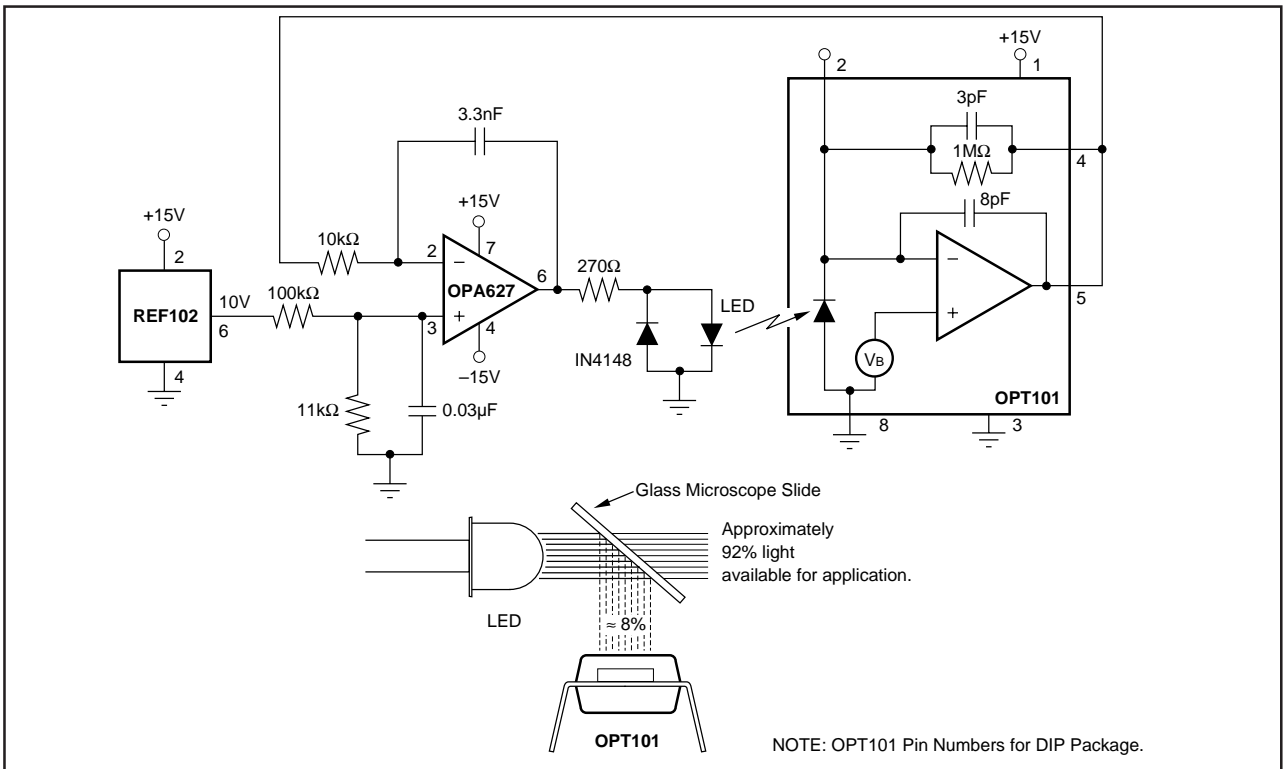 +15V
2
1
3pF
3.3nF
1MΩ
4
+15V
8pF
+15V
10kΩ
2
–
7
2
–
270Ω
6
10V
100kΩ
OPA627
LED
5
REF102
6
3
+
+
4
IN4148
VB
4
–15V
OPT101
11kΩ
0.03µF
8
3
Glass Microscope Slide
Approximately
92% light
available for application.
LED
≈ 8%
OPT101
NOTE: OPT101 Pin Numbers for DIP Package.